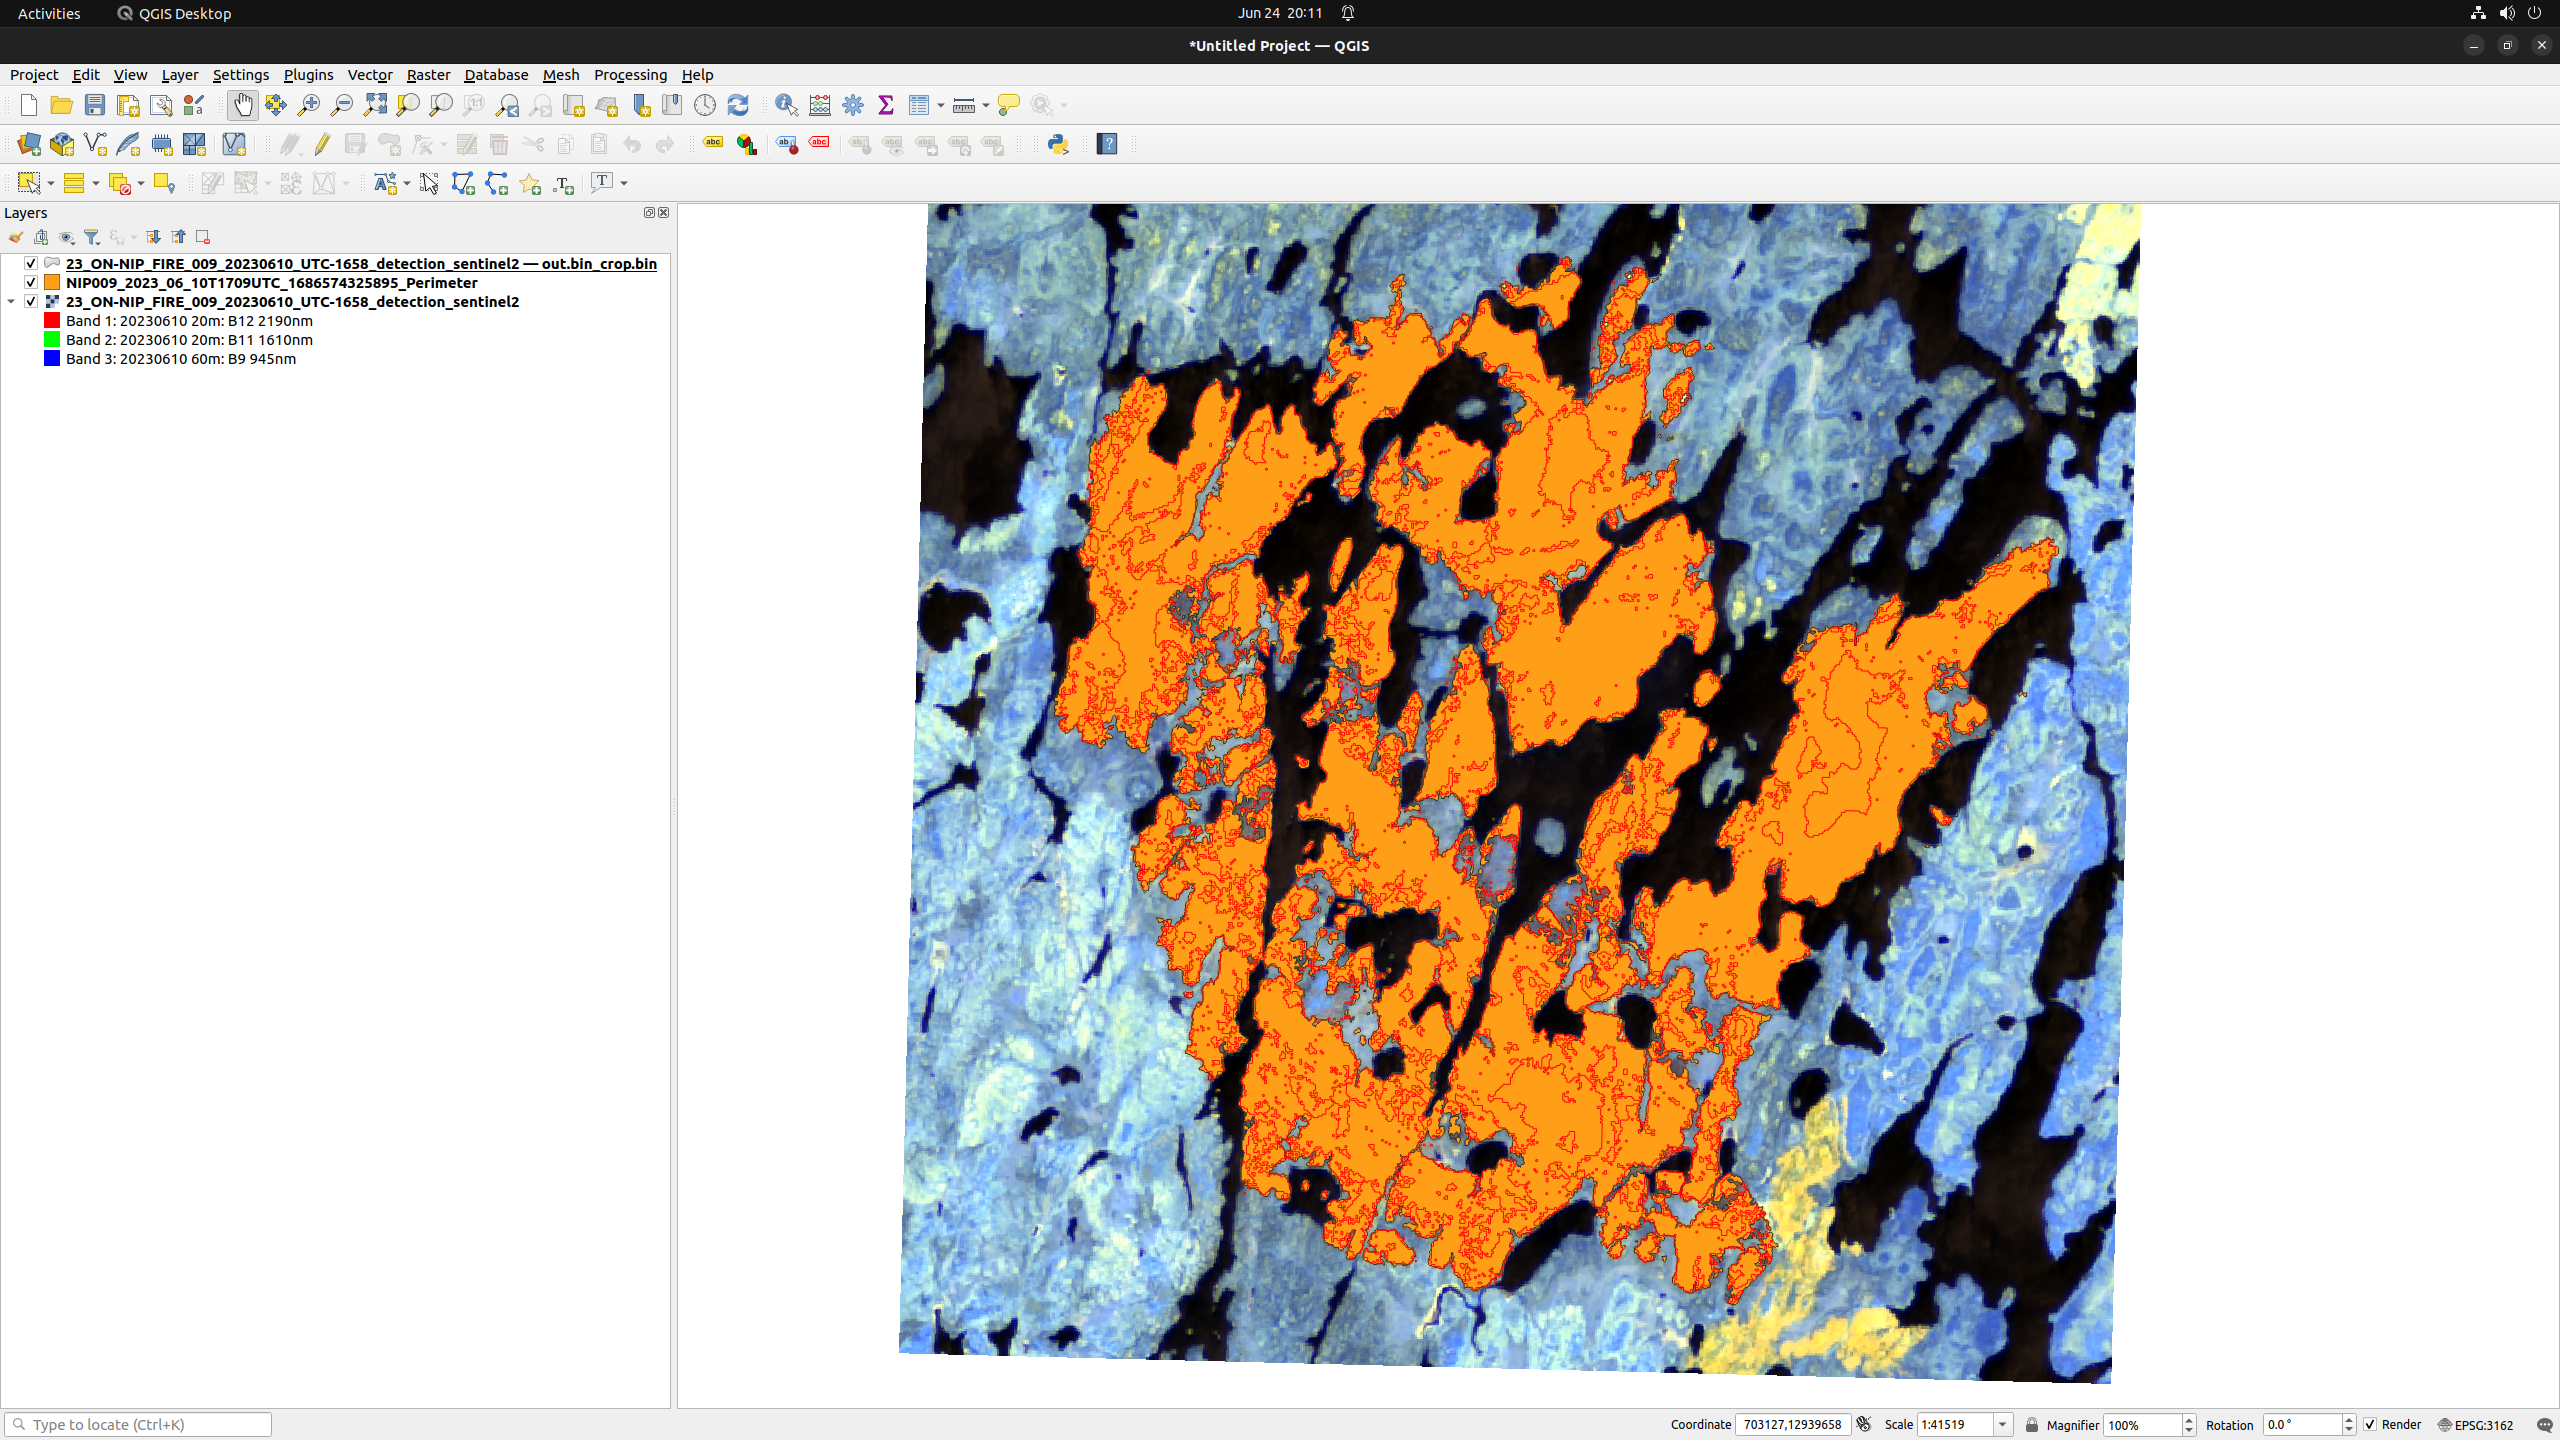 Activities QGIS Desktop Jun 24 20:11
*Untitled Project — QGIS
Project Edit View Layer Settings Plugins Vector Raster Database Mesh Processing Help
Layers
23_ON-NIP_FIRE_009_20230610_UTC-1658_detection_sentinel2 — out.bin_crop.bin
NIP009_2023_06_10T1709UTC_1686574325895_Perimeter
23_ON-NIP_FIRE_009_20230610_UTC-1658_detection_sentinel2
Band 1: 20230610 20m: B12 2190nm
Band 2: 20230610 20m: B11 1610nm
Band 3: 20230610 60m: B9 945nm
Type to locate (Ctrl+K) Coordinate 703127,12939658 Scale 1:41519 Magnifier 100% Rotation 0.0 ° Render EPSG:3162